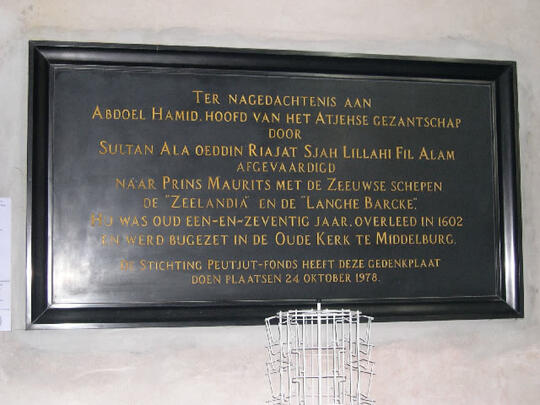 TER NAGEDACHTENIS AAN
ABDOEL HAMID, HOOFD VAN HET ATJEHSE GEZANTSCHAP
DOOR
SULTAN ALA OEDDIN RIAJAT SJAH LILLAHI FIL ALAM
AFGEVAARDIGD
NAAR PRINS MAURITS MET DE ZEEUWSE SCHEPEN
DE "ZEELANDIA" EN DE "LANGHE BARCKE".
HIJ WAS OUD EEN-EN-ZEVENTIG JAAR, OVERLEED IN 1602
EN WERD BIJGEZET IN DE OUDE KERK TE MIDDELBURG.
DE STICHTING PEUTJUT-FONDS HEEFT DEZE GEDENKPLAAT
DOEN PLAATSEN 24 OKTOBER 1978.